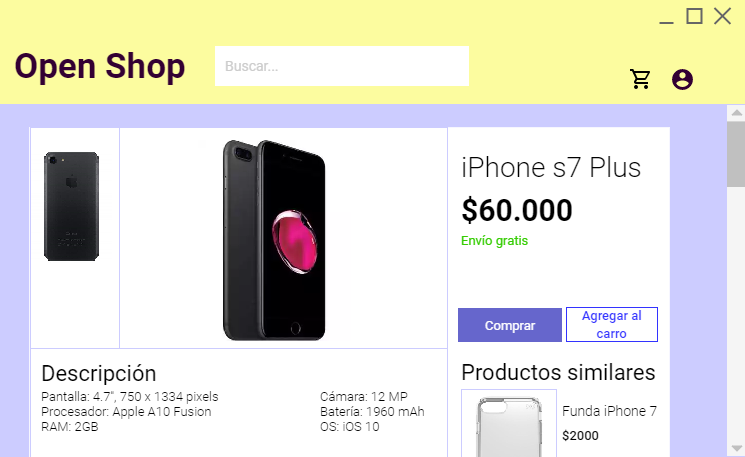 Open Shop
Buscar...
iPhone s7 Plus
$60.000
Envío gratis
Comprar
Agregar al
carro
Descripción
Pantalla: 4.7", 750 x 1334 pixels
Procesador: Apple A10 Fusion
RAM: 2GB
Cámara: 12 MP
Batería: 1960 mAh
OS: iOS 10
Productos similares
Funda iPhone 7
$2000